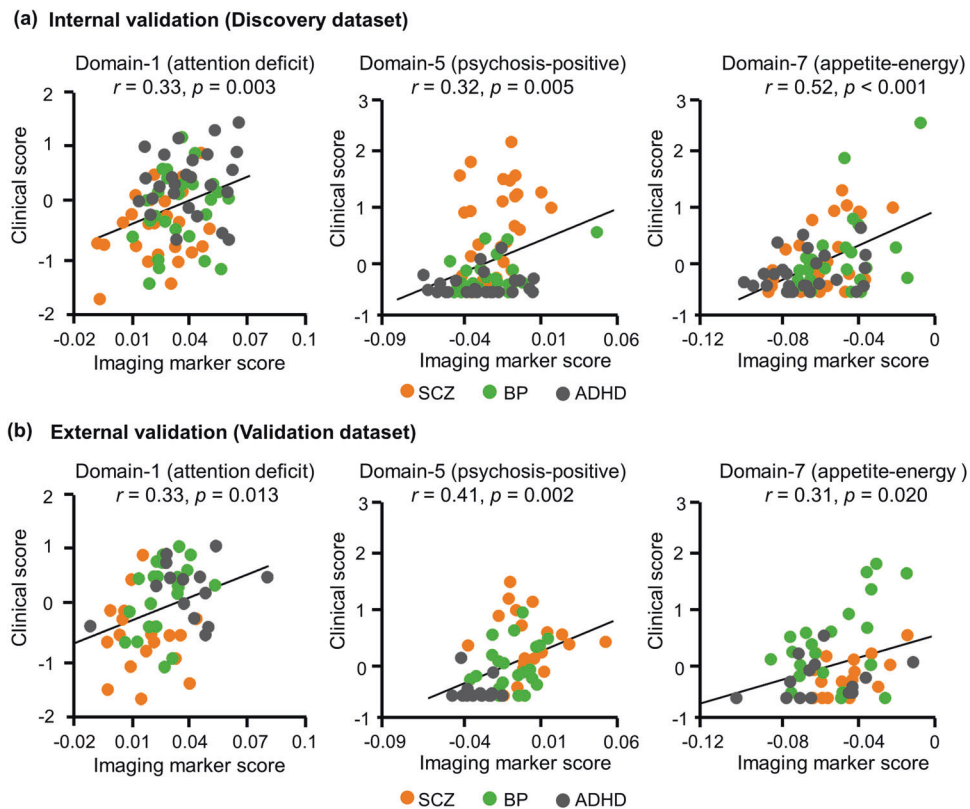 (a) Internal validation (Discovery dataset)
Domain-1 (attention deficit)
r = 0.33, p = 0.003
Clinical score
2
1
0
-1
-2
-0.02 0.01 0.04 0.07 0.1
Imaging marker score
Domain-5 (psychosis-positive)
r = 0.32, p = 0.005
Clinical score
3
2
1
0
-1
-0.09 -0.04 0.01 0.06
Imaging marker score
Domain-7 (appetite-energy)
r = 0.52, p < 0.001
Clinical score
3
2
1
0
-1
-0.12 -0.08 -0.04 0
Imaging marker score
SCZ BP ADHD
(b) External validation (Validation dataset)
Domain-1 (attention deficit)
r = 0.33, p = 0.013
Clinical score
2
1
0
-1
-2
-0.02 0.01 0.04 0.07 0.1
Imaging marker score
Domain-5 (psychosis-positive)
r = 0.41, p = 0.002
Clinical score
3
2
1
0
-1
-0.09 -0.04 0.01 0.06
Imaging marker score
Domain-7 (appetite-energy )
r = 0.31, p = 0.020
Clinical score
3
2
1
0
-1
-0.12 -0.08 -0.04 0
Imaging marker score
SCZ BP ADHD